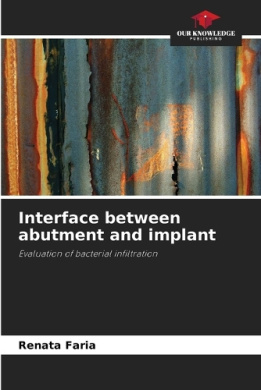 OUR KNOWLEDGE
PUBLISHING
Interface between
abutment and implant
Evaluation of bacterial infiltration
Renata Faria